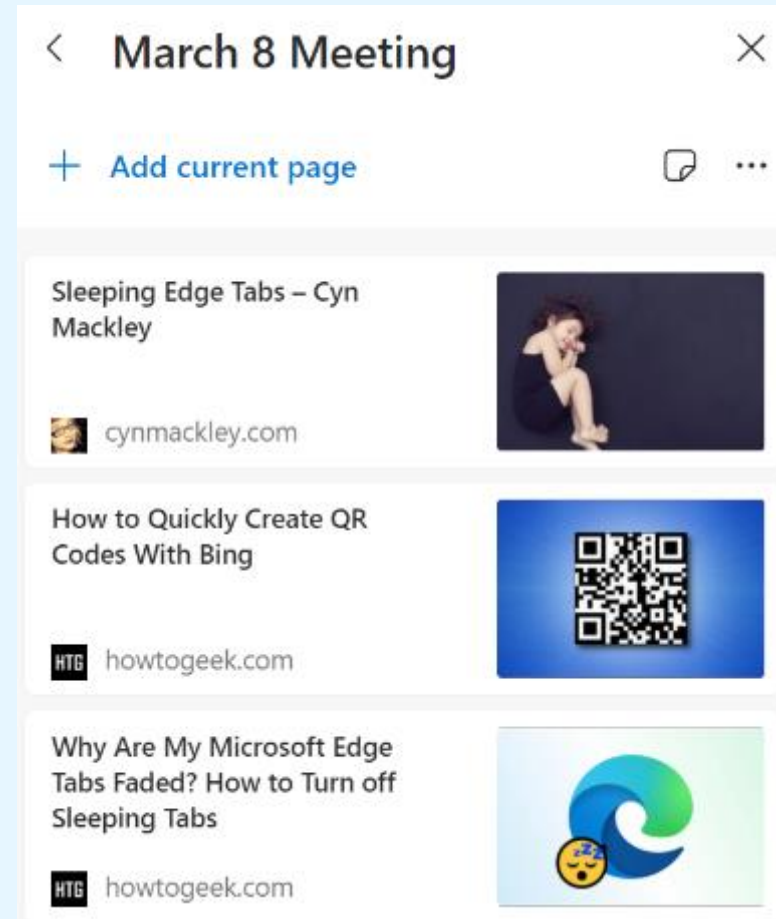 March 8 Meeting
Add current page
Sleeping Edge Tabs – Cyn
Mackley
cynmackley.com
How to Quickly Create QR
Codes With Bing
HTG howtogeek.com
Why Are My Microsoft Edge
Tabs Faded? How to Turn off
Sleeping Tabs
HTG howtogeek.com